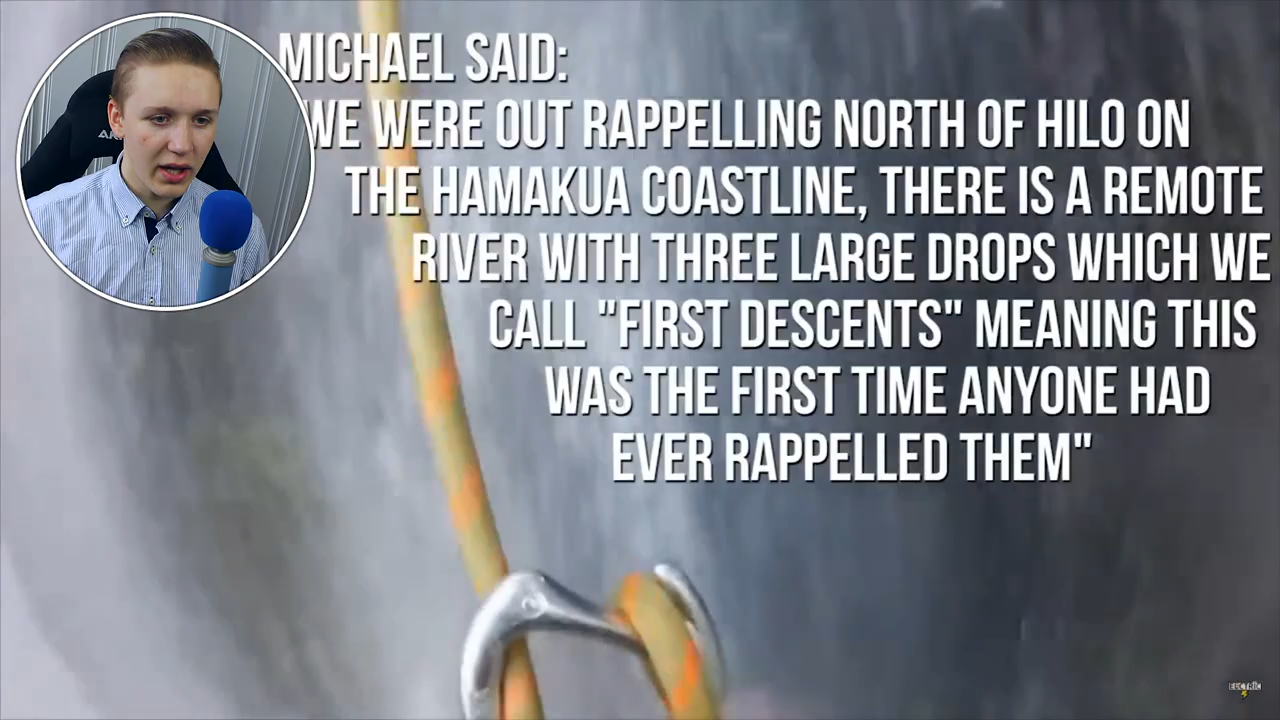 MICHAEL SAID:
WE WERE OUT RAPPELLING NORTH OF HILO ON
THE HAMAKUA COASTLINE, THERE IS A REMOTE
RIVER WITH THREE LARGE DROPS WHICH WE
CALL "FIRST DESCENTS" MEANING THIS
WAS THE FIRST TIME ANYONE HAD
EVER RAPPELLED THEM"